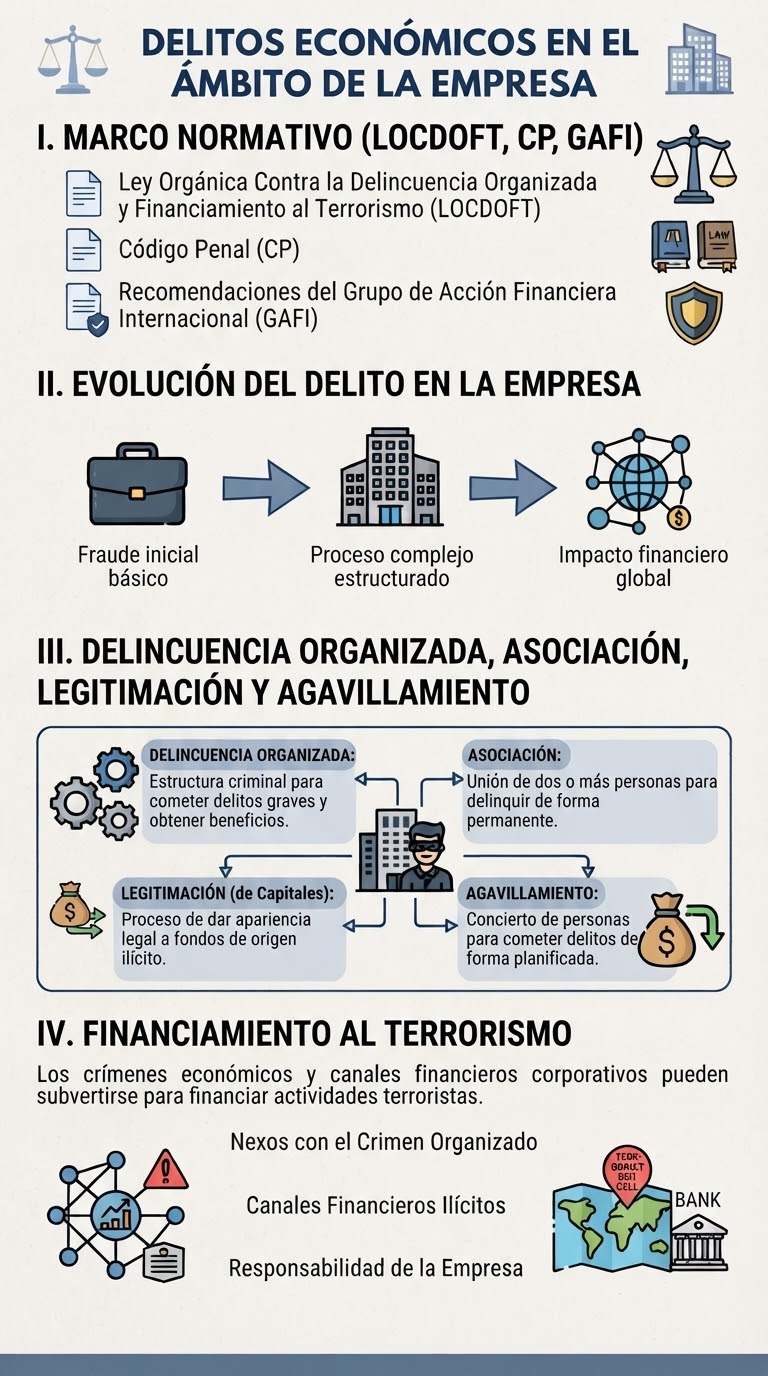 DELITOS ECONÓMICOS EN EL
ÁMBITO DE LA EMPRESA
I. MARCO NORMATIVO (LOCDOFT, CP, GAFI)
Ley Orgánica Contra la Delincuencia Organizada
y Financiamiento al Terrorismo (LOCDOFT)
Código Penal (CP)
Recomendaciones del Grupo de Acción Financiera
Internacional (GAFI)
LAW
II. EVOLUCIÓN DEL DELITO EN LA EMPRESA
Fraude inicial
básico
Proceso complejo
estructurado
Impacto financiero
global
III. DELINCUENCIA ORGANIZADA, ASOCIACIÓN,
LEGITIMACIÓN Y AGAVILLAMIENTO
DELINCUENCIA ORGANIZADA:
Estructura criminal para
cometer delitos graves y
obtener beneficios.
ASOCIACIÓN:
Unión de dos o más personas para
delinquir de forma
permanente.
LEGITIMACIÓN (de Capitales):
Proceso de dar apariencia
legal a fondos de origen
ilícito.
AGAVILLAMIENTO:
Concierto de personas
para cometer delitos de
forma planificada.
IV. FINANCIAMIENTO AL TERRORISMO
Los crímenes económicos y canales financieros corporativos pueden
subvertirse para financiar actividades terroristas.
Nexos con el Crimen Organizado
Canales Financieros Ilícitos
Responsabilidad de la Empresa
CELL
BANK